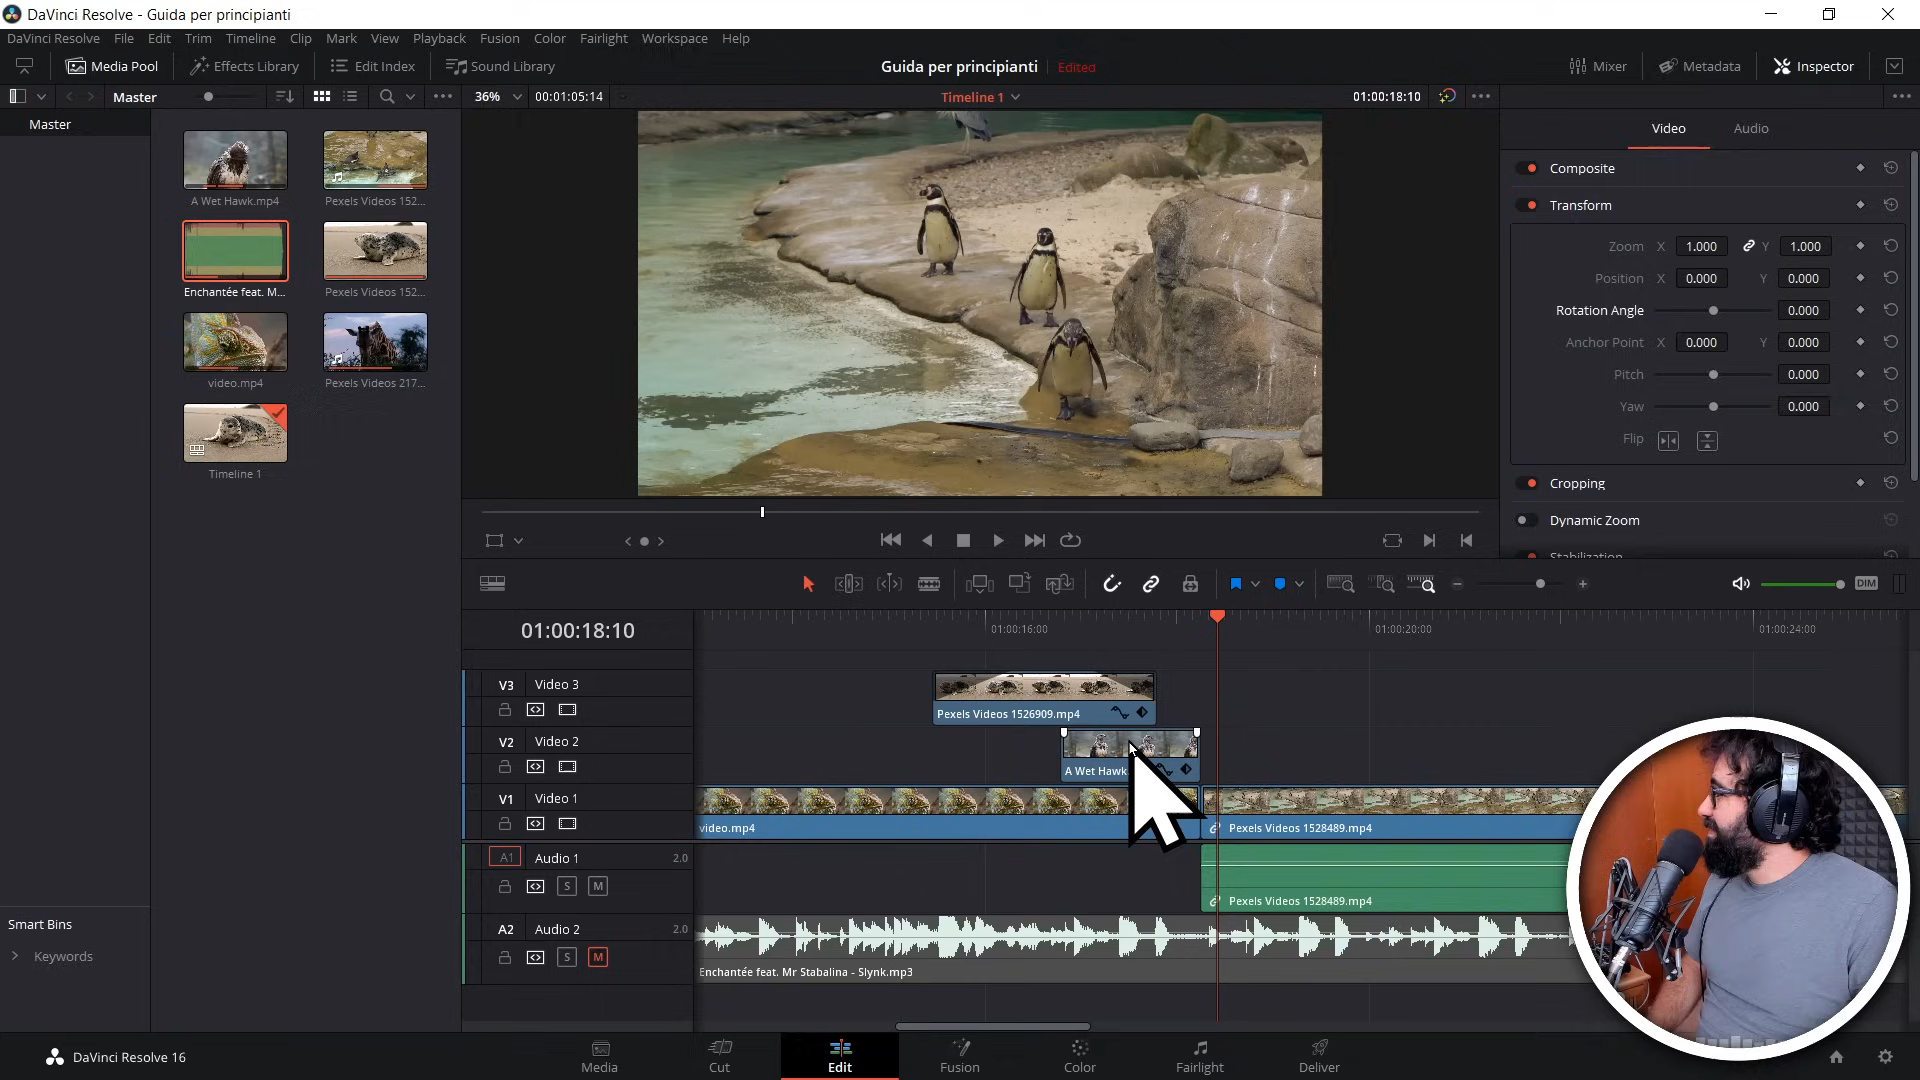 DaVinci Resolve - Guida per principianti
DaVinci Resolve File Edit Trim Timeline Clip Mark View Playback Fusion Color Fairlight Workspace Help
Media Pool Effects Library Edit Index Sound Library Guida per principianti Edited Mixer Metadata Inspector
Master 36% 00:01:05:14 Timeline 1 01:00:18:10
Master
Video Audio
Composite
A Wet Hawk.mp4 Pexels Videos 152...
Transform
Zoom X 1.000 Y 1.000
Position X 0.000 Y 0.000
Enchantée feat. M... Pexels Videos 152...
Rotation Angle 0.000
Anchor Point X 0.000 Y 0.000
Pitch 0.000
video.mp4 Pexels Videos 217...
Yaw 0.000
Flip
Timeline 1
Cropping
Dynamic Zoom
Stabilization
DIM
01:00:18:10 01:00:16:00 01:00:20:00 01:00:24:00
V3 Video 3
Pexels Videos 1526909.mp4
V2 Video 2
A Wet Hawk
V1 Video 1
video.mp4 Pexels Videos 1528489.mp4
A1 Audio 1 2.0
S M
Pexels Videos 1528489.mp4
A2 Audio 2 2.0
S M
Enchantée feat. Mr Stabalina - Slynk.mp3
Smart Bins
Keywords
DaVinci Resolve 16
Media Cut Edit Fusion Color Fairlight Deliver